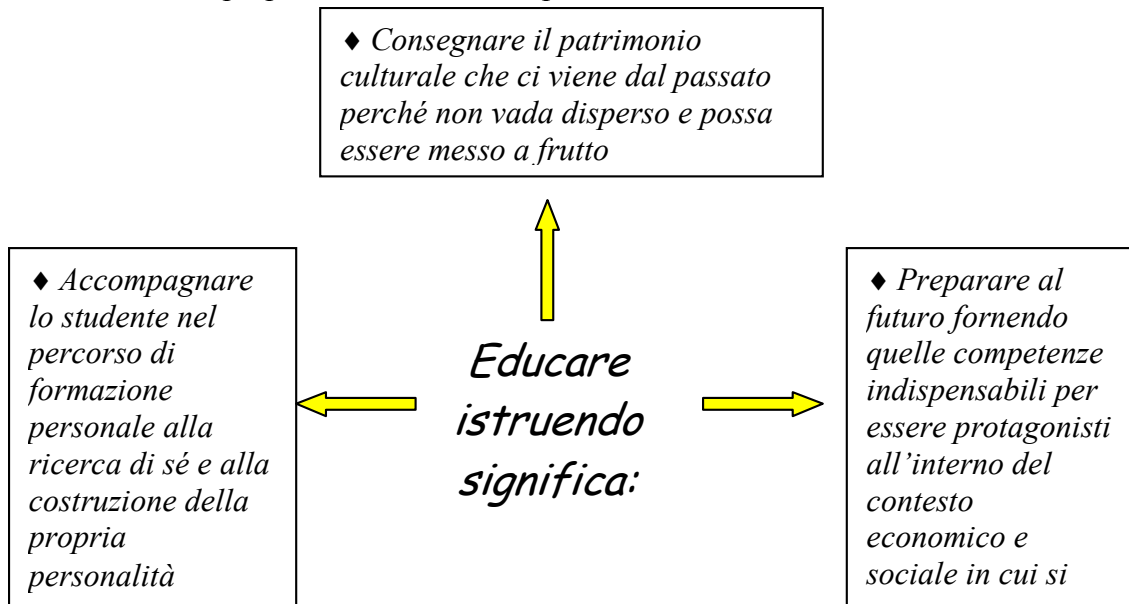 ♦ Consegnare il patrimonio
culturale che ci viene dal passato
perché non vada disperso e possa
essere messo a frutto
♦ Accompagnare
lo studente nel
percorso di
formazione
personale alla
ricerca di sé e alla
costruzione della
propria
personalità
Educare
istruendo
significa:
♦ Preparare al
futuro fornendo
quelle competenze
indispensabili per
essere protagonisti
all’interno del
contesto
economico e
sociale in cui si